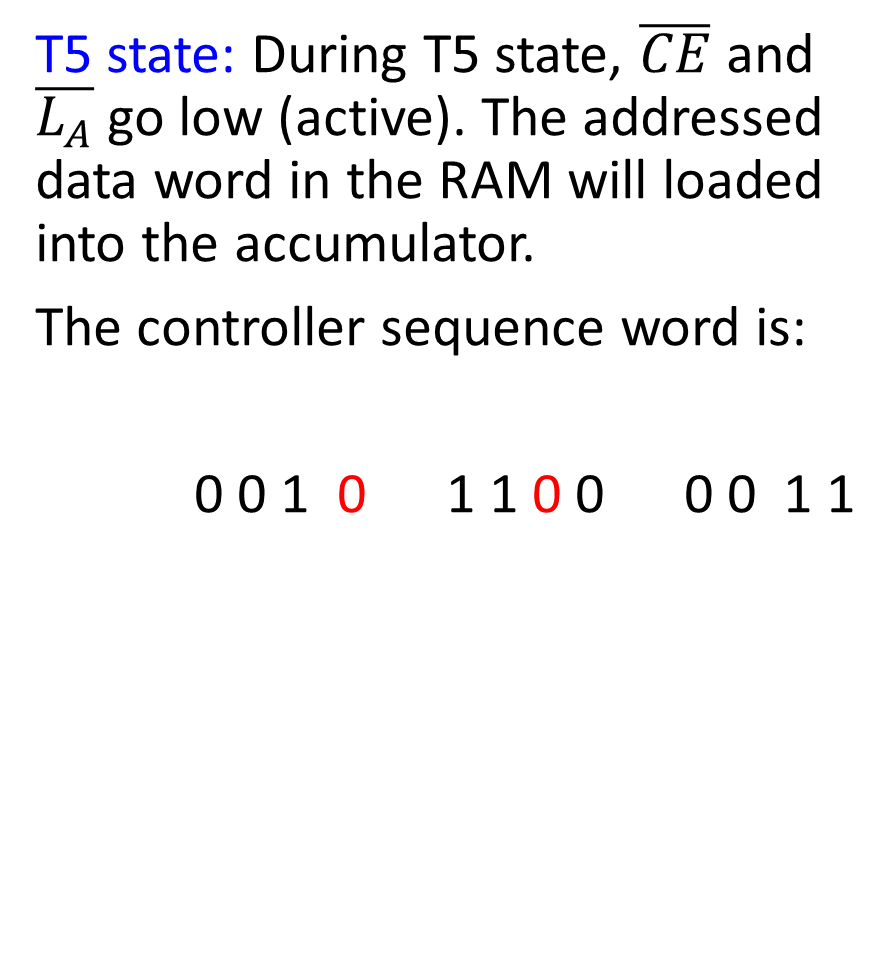 T5 state: During T5 state, $\overline{CE}$ and
$\overline{L_A}$ go low (active). The addressed
data word in the RAM will loaded
into the accumulator.
The controller sequence word is:
0 0 1 0 1 1 0 0 0 0 1 1